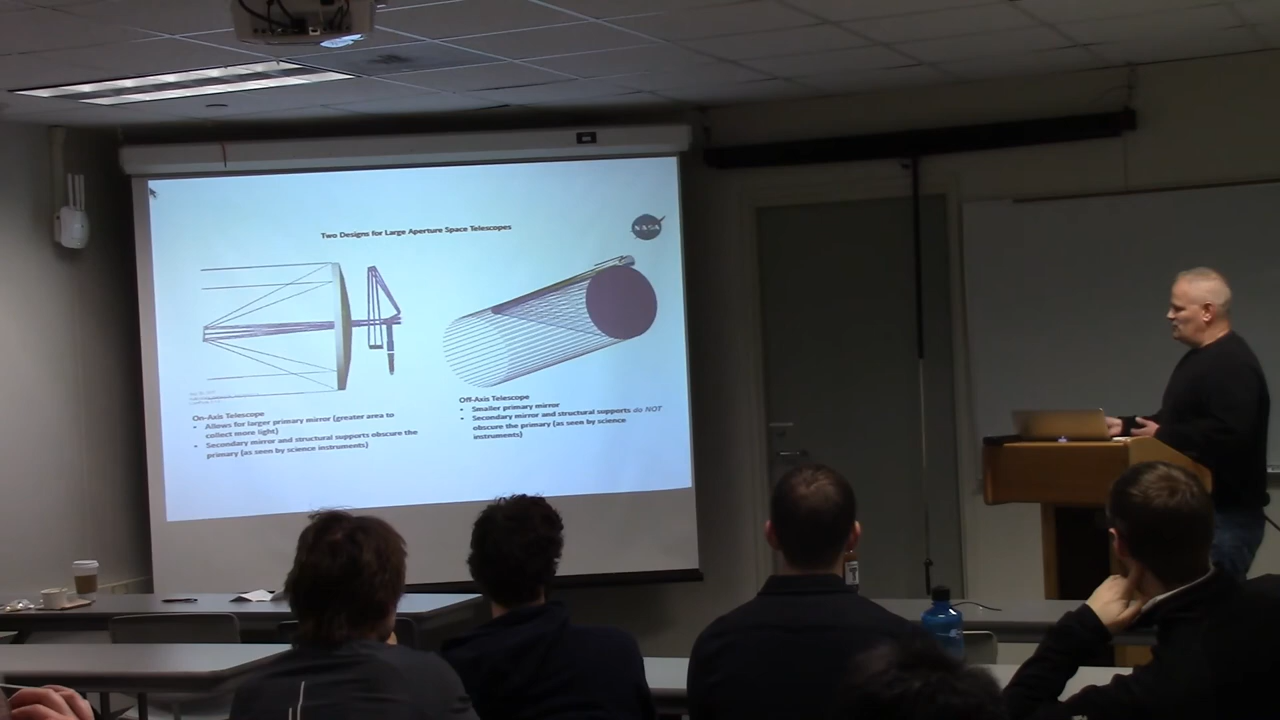 Two Designs for Large Aperture Space Telescopes
NASA
On-Axis Telescope
• Allows for larger primary mirror (greater area to
collect more light)
• Secondary mirror and structural supports obscure the
primary (as seen by science instruments)
Off-Axis Telescope
• Smaller primary mirror
• Secondary mirror and structural supports do NOT
obscure the primary (as seen by science
instruments)